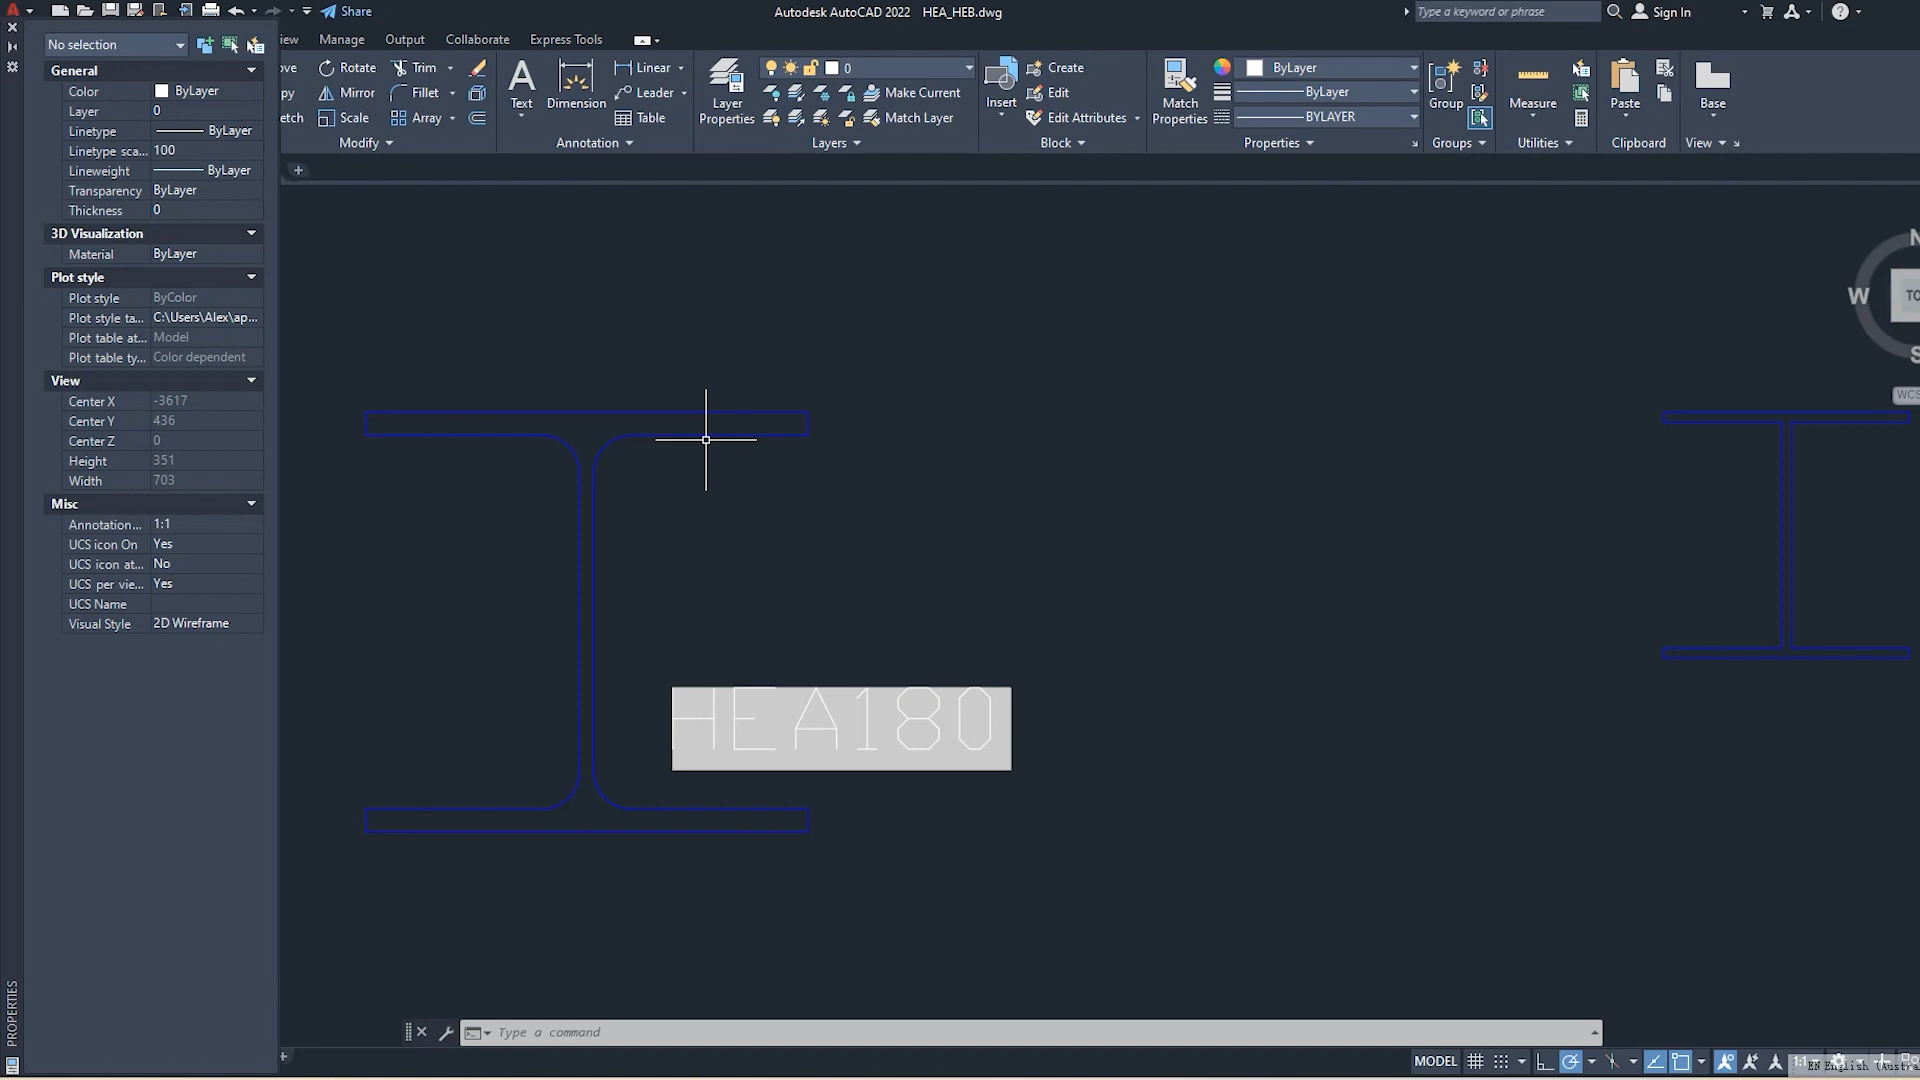 Share
Autodesk AutoCAD 2022 HEA_HEB.dwg
Type a keyword or phrase
Sign In
Manage
Output
Collaborate
Express Tools
No selection
General
Color ByLayer
Layer 0
Linetype ByLayer
Linetype sca... 100
Lineweight ByLayer
Transparency ByLayer
Thickness 0
3D Visualization
Material ByLayer
Plot style
Plot style ByColor
Plot style ta... C:\Users\Alex\ap...
Plot table at... Model
Plot table ty... Color dependent
View
Center X -3617
Center Y 436
Center Z 0
Height 351
Width 703
Misc
Annotation... 1:1
UCS icon On Yes
UCS icon at... No
UCS per vie... Yes
UCS Name
Visual Style 2D Wireframe
PROPERTIES
Rotate
Trim
Mirror
Fillet
Scale
Array
Modify
Text
Dimension
Linear
Leader
Table
Annotation
Layer Properties
0
Make Current
Match Layer
Layers
Insert
Create
Edit
Edit Attributes
Block
Match Properties
ByLayer
ByLayer
BYLAYER
Properties
Group
Groups
Measure
Utilities
Paste
Clipboard
Base
View
N
W
S
WCS
HEA180
Type a command
MODEL
1:1
EN English (Austra